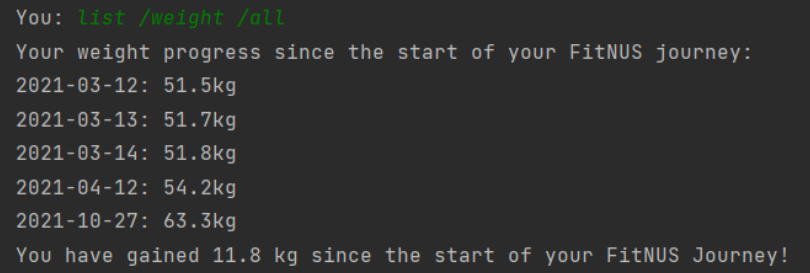 You: list /weight /all
Your weight progress since the start of your FitNUS journey:
2021-03-12: 51.5kg
2021-03-13: 51.7kg
2021-03-14: 51.8kg
2021-04-12: 54.2kg
2021-10-27: 63.3kg
You have gained 11.8 kg since the start of your FitNUS Journey!